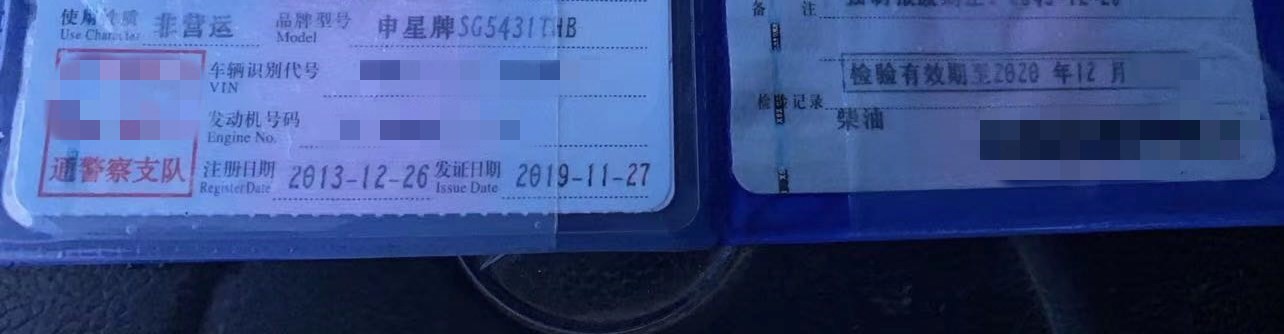 使用性质 非营运 品牌型号 申星牌SG5431THB
Use Character Model
车辆识别代号
VIN
发动机号码
Engine No.
通警察支队
注册日期 2013-12-26 发证日期 2019-11-27
Register Date Issue Date
备 注
检验有效期至2020 年12 月
检验记录
柴油